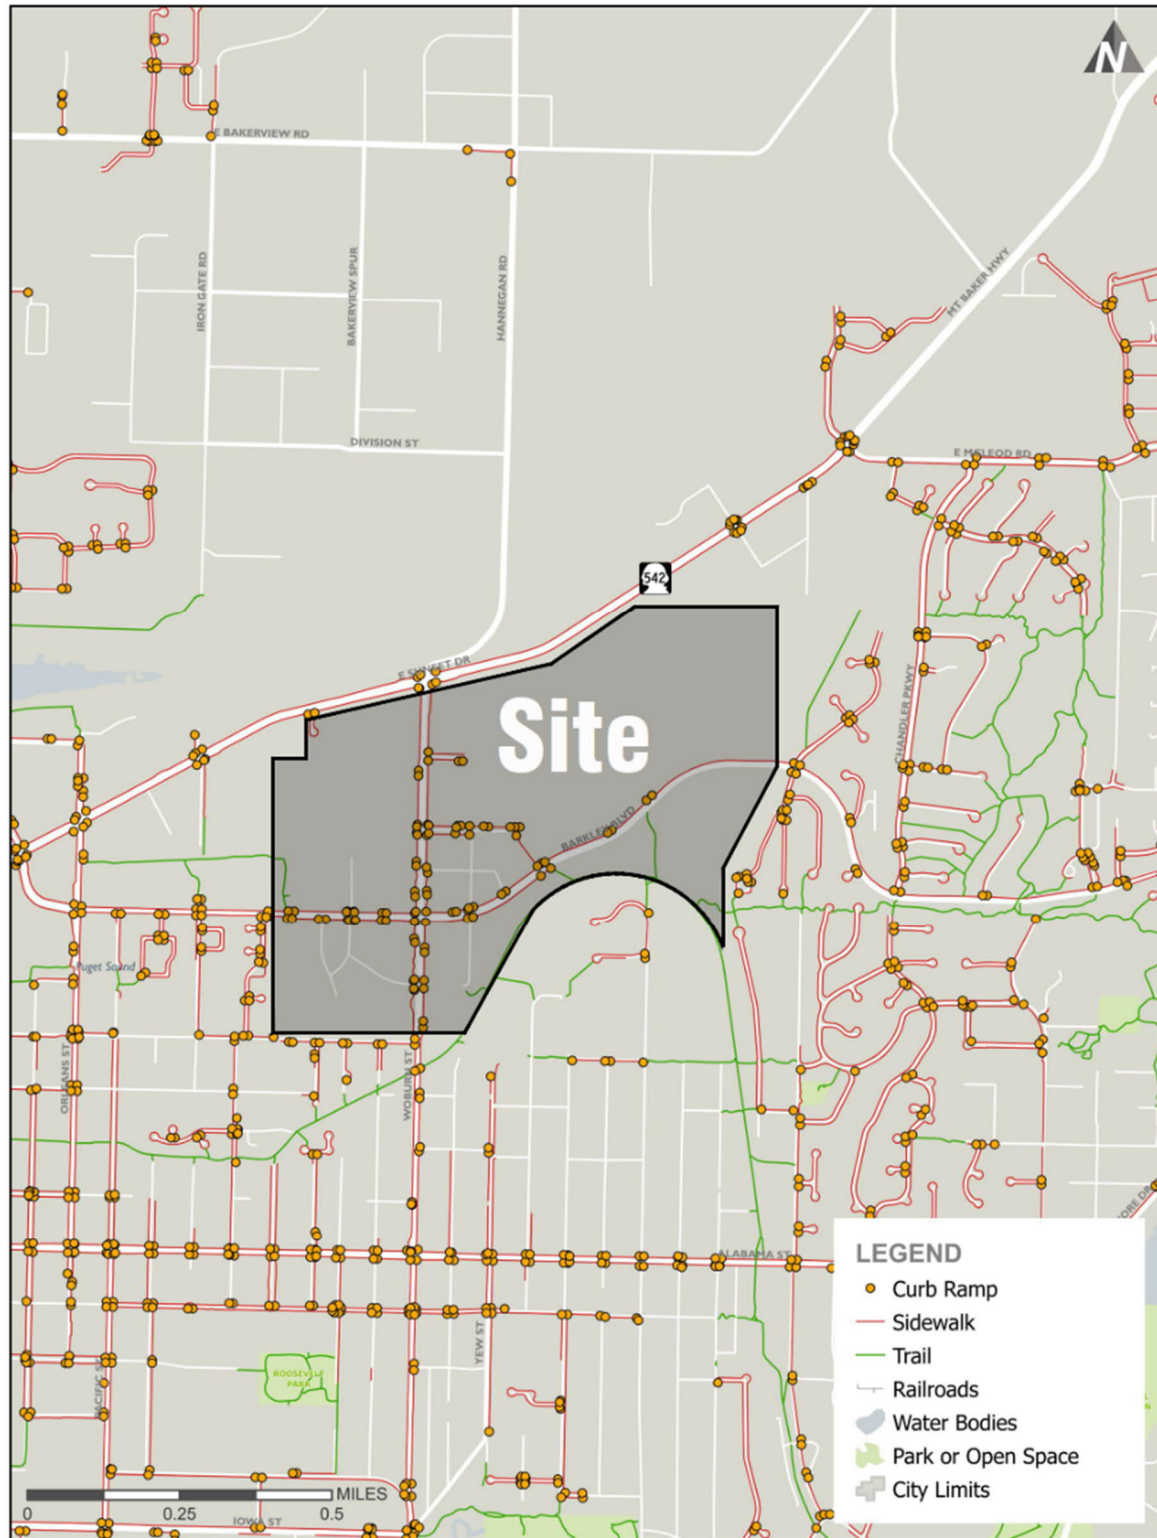 N
E BAKERVIEW RD
IRON GATE RD
BAKERVIEW SPUR
HANNEGAN RD
MT BAKER HWY
DIVISION ST
E MCLEOD RD
542
E SUNSET DR
Site
CHANDLER PKWY
BARKLEY BLVD
Puget Sound
ORLEANS ST
WOBURN ST
ORE DR
ALABAMA ST
YEW ST
ROOSEVELT
PARK
PACIFIC ST
IOWA ST
MILES
0
0.25
0.5
LEGEND
Curb Ramp
Sidewalk
Trail
Railroads
Water Bodies
Park or Open Space
City Limits